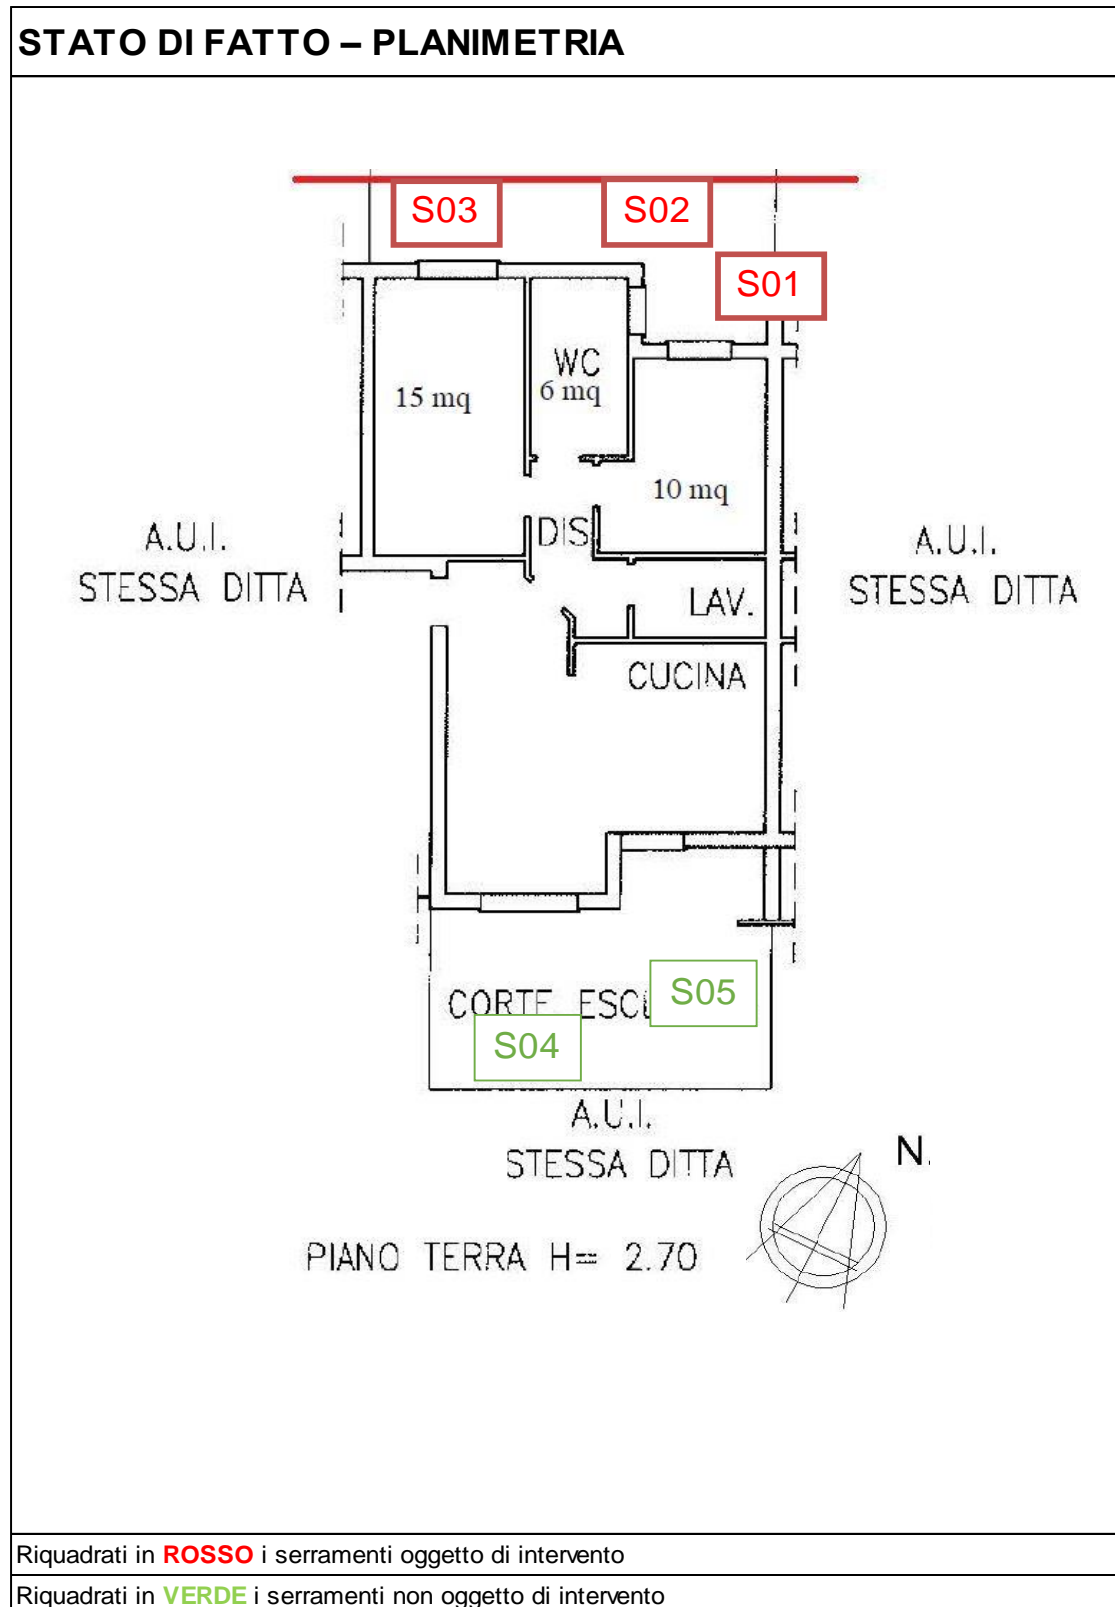 STATO DI FATTO – PLANIMETRIA
S03
S02
S01
WC
15 mq
6 mq
10 mq
DIS
A.U.I.
STESSA DITTA
A.U.I.
STESSA DITTA
LAV.
CUCINA
CORTE
S05
S04
A.U.I.
STESSA DITTA
N.
PIANO TERRA H= 2.70
Riquadrati in ROSSO i serramenti oggetto di intervento
Riquadrati in VERDE i serramenti non oggetto di intervento